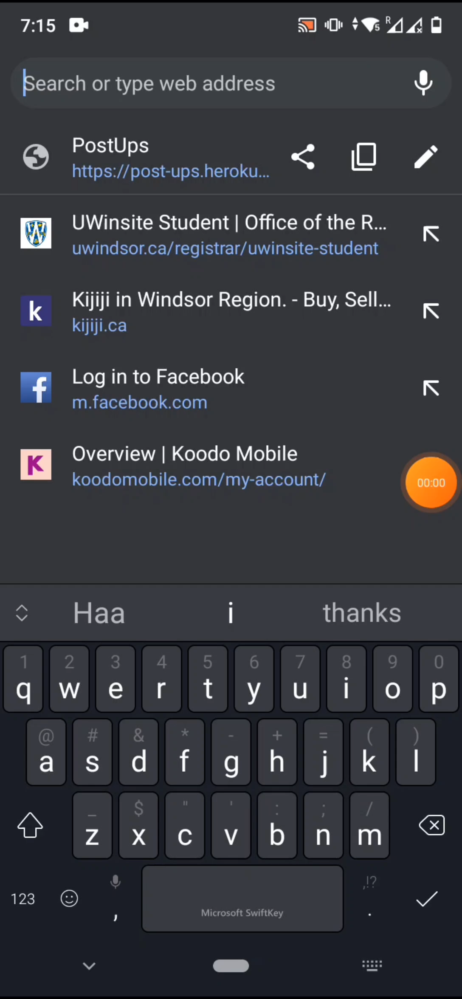 7:15
5
R
Search or type web address
PostUps
https://post-ups.heroku...
UWinsite Student | Office of the R...
uwindsor.ca/registrar/uwinsite-student
k
Kijiji in Windsor Region. - Buy, Sell...
kijiji.ca
f
Log in to Facebook
m.facebook.com
K
Overview | Koodo Mobile
koodomobile.com/my-account/
00:00
Haa i thanks
1 2 3 4 5 6 7 8 9 0
q w e r t y u i o p
@ # & * - + = ( )
a s d f g h j k l
_ $ " ' : ; /
z x c v b n m
,!?
123 , Microsoft SwiftKey .